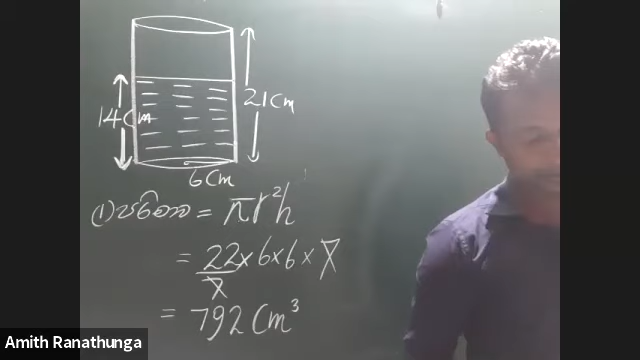 14cm
21cm
6cm
(1) පරිමාව = πr²h
= 22/7 × 6 × 6 × 7
= 792 cm³
Amith Ranathunga